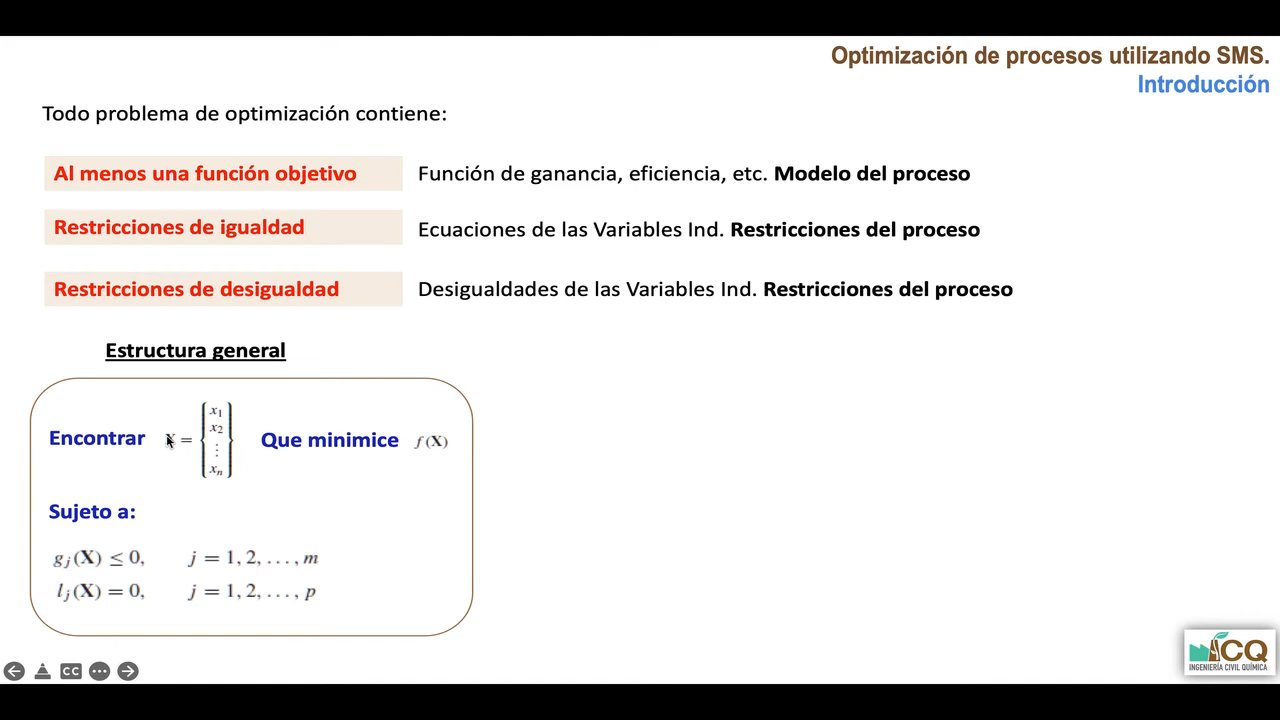 Optimización de procesos utilizando SMS.
Introducción
Todo problema de optimización contiene:
Al menos una función objetivo
Función de ganancia, eficiencia, etc. Modelo del proceso
Restricciones de igualdad
Ecuaciones de las Variables Ind. Restricciones del proceso
Restricciones de desigualdad
Desigualdades de las Variables Ind. Restricciones del proceso
Estructura general
Encontrar X = { x1 x2 ⋮ xn } Que minimice f(X)
Sujeto a:
gj(X) ≤ 0, j = 1, 2, . . . , m
lj(X) = 0, j = 1, 2, . . . , p
ICQ
INGENIERÍA CIVIL QUÍMICA
CC